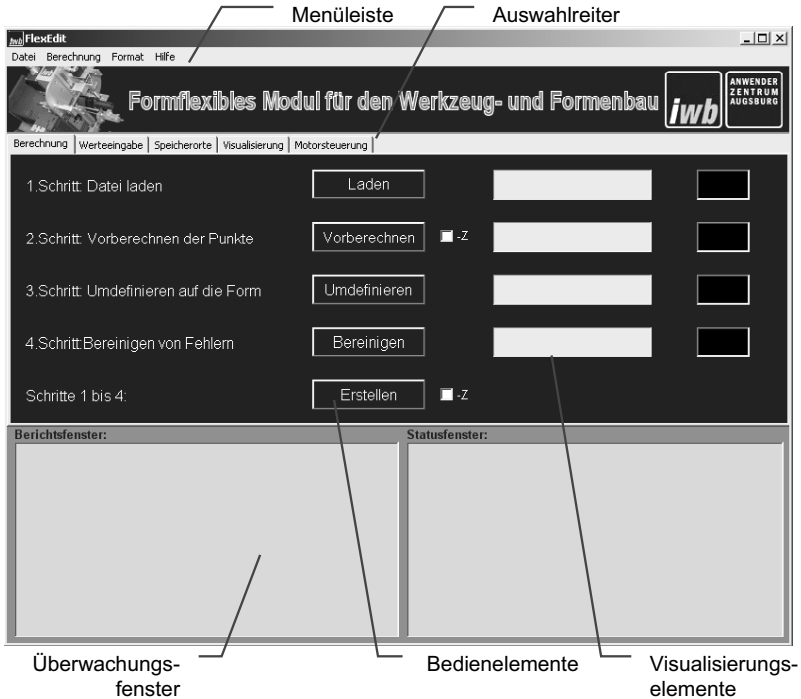 Menüleiste Auswahlreiter
iwb FlexEdit
Datei Berechnung Format Hilfe
Formflexibles Modul für den Werkzeug- und Formenbau
iwb
ANWENDER
ZENTRUM
AUGSBURG
Berechnung Werteeingabe Speicherorte Visualisierung Motorsteuerung
1.Schritt: Datei laden Laden
2.Schritt: Vorberechnen der Punkte Vorberechnen -Z
3.Schritt: Umdefinieren auf die Form Umdefinieren
4.Schritt:Bereinigen von Fehlern Bereinigen
Schritte 1 bis 4: Erstellen -Z
Berichtsfenster: Statusfenster:
Überwachungs-
fenster
Bedienelemente
Visualisierungs-
elemente